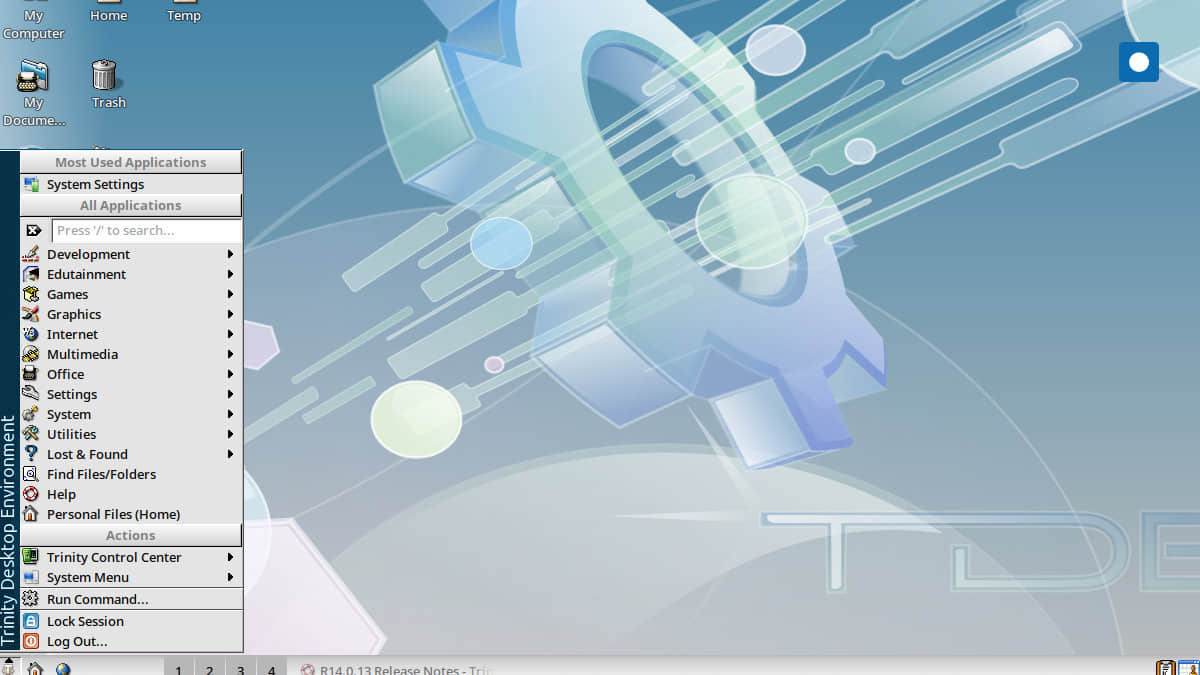 My
Computer
Home
Temp
My
Docume...
Trash
Most Used Applications
System Settings
All Applications
Press '/' to search...
Development
Edutainment
Games
Graphics
Internet
Multimedia
Office
Settings
System
Utilities
Lost & Found
Find Files/Folders
Help
Personal Files (Home)
Actions
Trinity Control Center
System Menu
Run Command...
Lock Session
Log Out...
Trinity Desktop Environment
TDE
1 2 3 4
R14.0.13 Release Notes - Tri